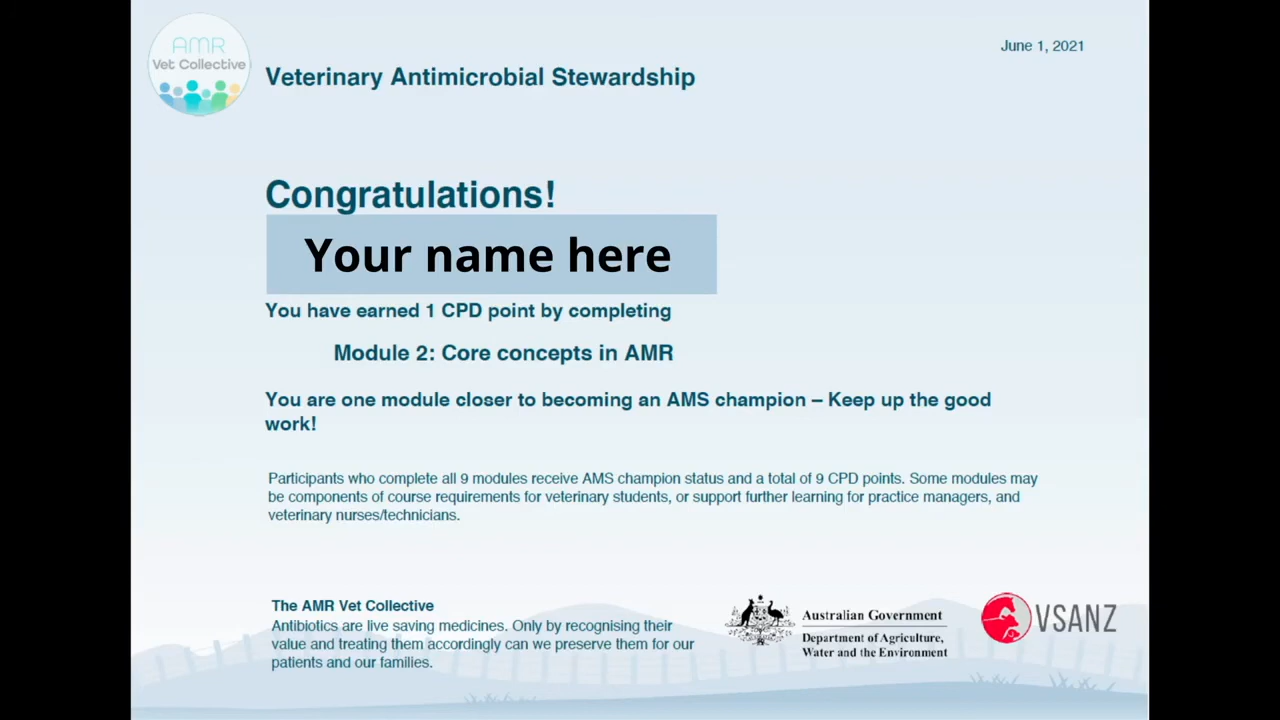 AMR
Vet Collective
June 1, 2021
Veterinary Antimicrobial Stewardship
Congratulations!
Your name here
You have earned 1 CPD point by completing
Module 2: Core concepts in AMR
You are one module closer to becoming an AMS champion – Keep up the good
work!
Participants who complete all 9 modules receive AMS champion status and a total of 9 CPD points. Some modules may
be components of course requirements for veterinary students, or support further learning for practice managers, and
veterinary nurses/technicians.
The AMR Vet Collective
Antibiotics are live saving medicines. Only by recognising their
value and treating them accordingly can we preserve them for our
patients and our families.
Australian Government
Department of Agriculture,
Water and the Environment
VSANZ